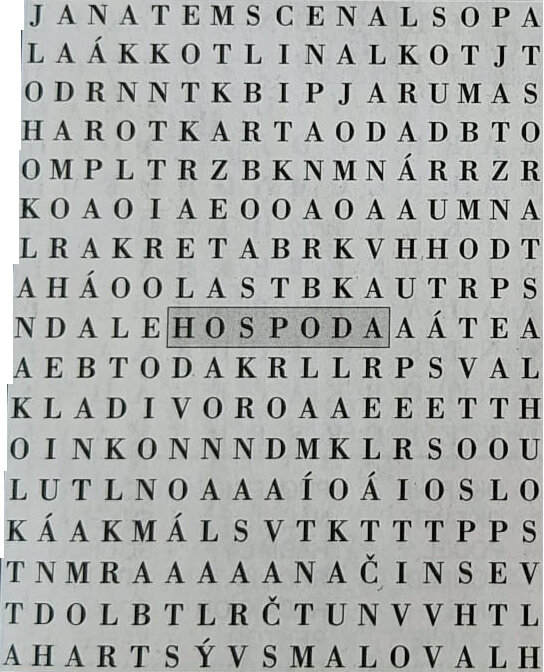 J A N A T E M S C E N A L S O P A
L A Á K K O T L I N A L K O T J T
O D R N N T K B I P J A R U M A S
H A R O T K A R T A O D A D B T O
O M P L T R Z B K N M N Á R R Z R
K O A O I A E O O A O A A U M N A
L R A K R E T A B R K V H H O D T
A H Á O O L A S T B K A U T R P S
N D A L E H O S P O D A A Á T E A
A E B T O D A K R L L R P S V A L
K L A D I V O R O A A E E E T T H
O I N K O N N N D M K L R S O O U
L U T L N O A A A Í O Á I O S L O
K Á A K M Á L S V T K T T T P P S
T N M R A A A A A N A Č I N S E V
T D O L B T L R Č T U N V V H T L
A H A R T S Ý V S M A L O V A L H